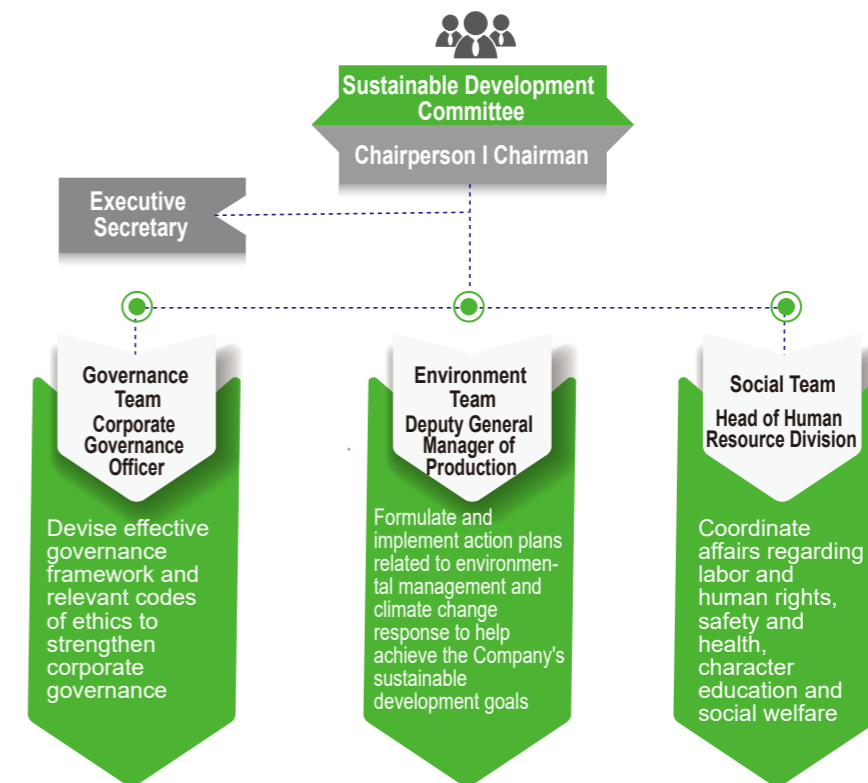 Sustainable Development
Committee
Chairperson I Chairman
Executive
Secretary
Governance
Team
Corporate
Governance
Officer
Devise effective
governance
framework and
relevant codes
of ethics to
strengthen
corporate
governance
Environment
Team
Deputy General
Manager of
Production
Formulate and
implement action plans
related to environmen-
tal management and
climate change
response to help
achieve the Company's
sustainable
development goals
Social Team
Head of Human
Resource Division
Coordinate
affairs regarding
labor and
human rights,
safety and
health,
character
education and
social welfare